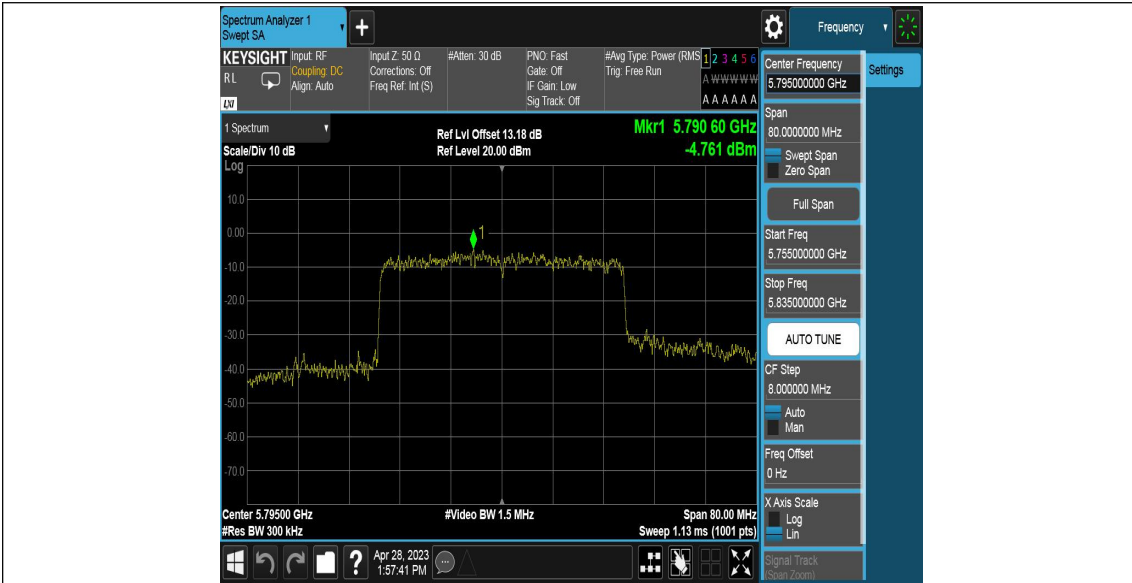 Spectrum Analyzer 1
Swept SA
+
Frequency
KEYSIGHT
R L
LXI
Input: RF
Coupling: DC
Align: Auto
Input Z: 50 Ω
Corrections: Off
Freq Ref: Int (S)
#Atten: 30 dB
PNO: Fast
Gate: Off
IF Gain: Low
Sig Track: Off
#Avg Type: Power (RMS
Trig: Free Run
1 2 3 4 5 6
A W W W W W
A A A A A A
Center Frequency
5.795000000 GHz
Settings
Span
80.0000000 MHz
Swept Span
Zero Span
Full Span
Start Freq
5.755000000 GHz
Stop Freq
5.835000000 GHz
AUTO TUNE
CF Step
8.000000 MHz
Auto
Man
Freq Offset
0 Hz
X Axis Scale
Log
Lin
Signal Track
(Span Zoom)
1 Spectrum
Scale/Div 10 dB
Log
Ref Lvl Offset 13.18 dB
Ref Level 20.00 dBm
Mkr1 5.790 60 GHz
-4.761 dBm
1
10.0
0.00
-10.0
-20.0
-30.0
-40.0
-50.0
-60.0
-70.0
Center 5.79500 GHz
#Res BW 300 kHz
#Video BW 1.5 MHz
Span 80.00 MHz
Sweep 1.13 ms (1001 pts)
?
Apr 28, 2023
1:57:41 PM